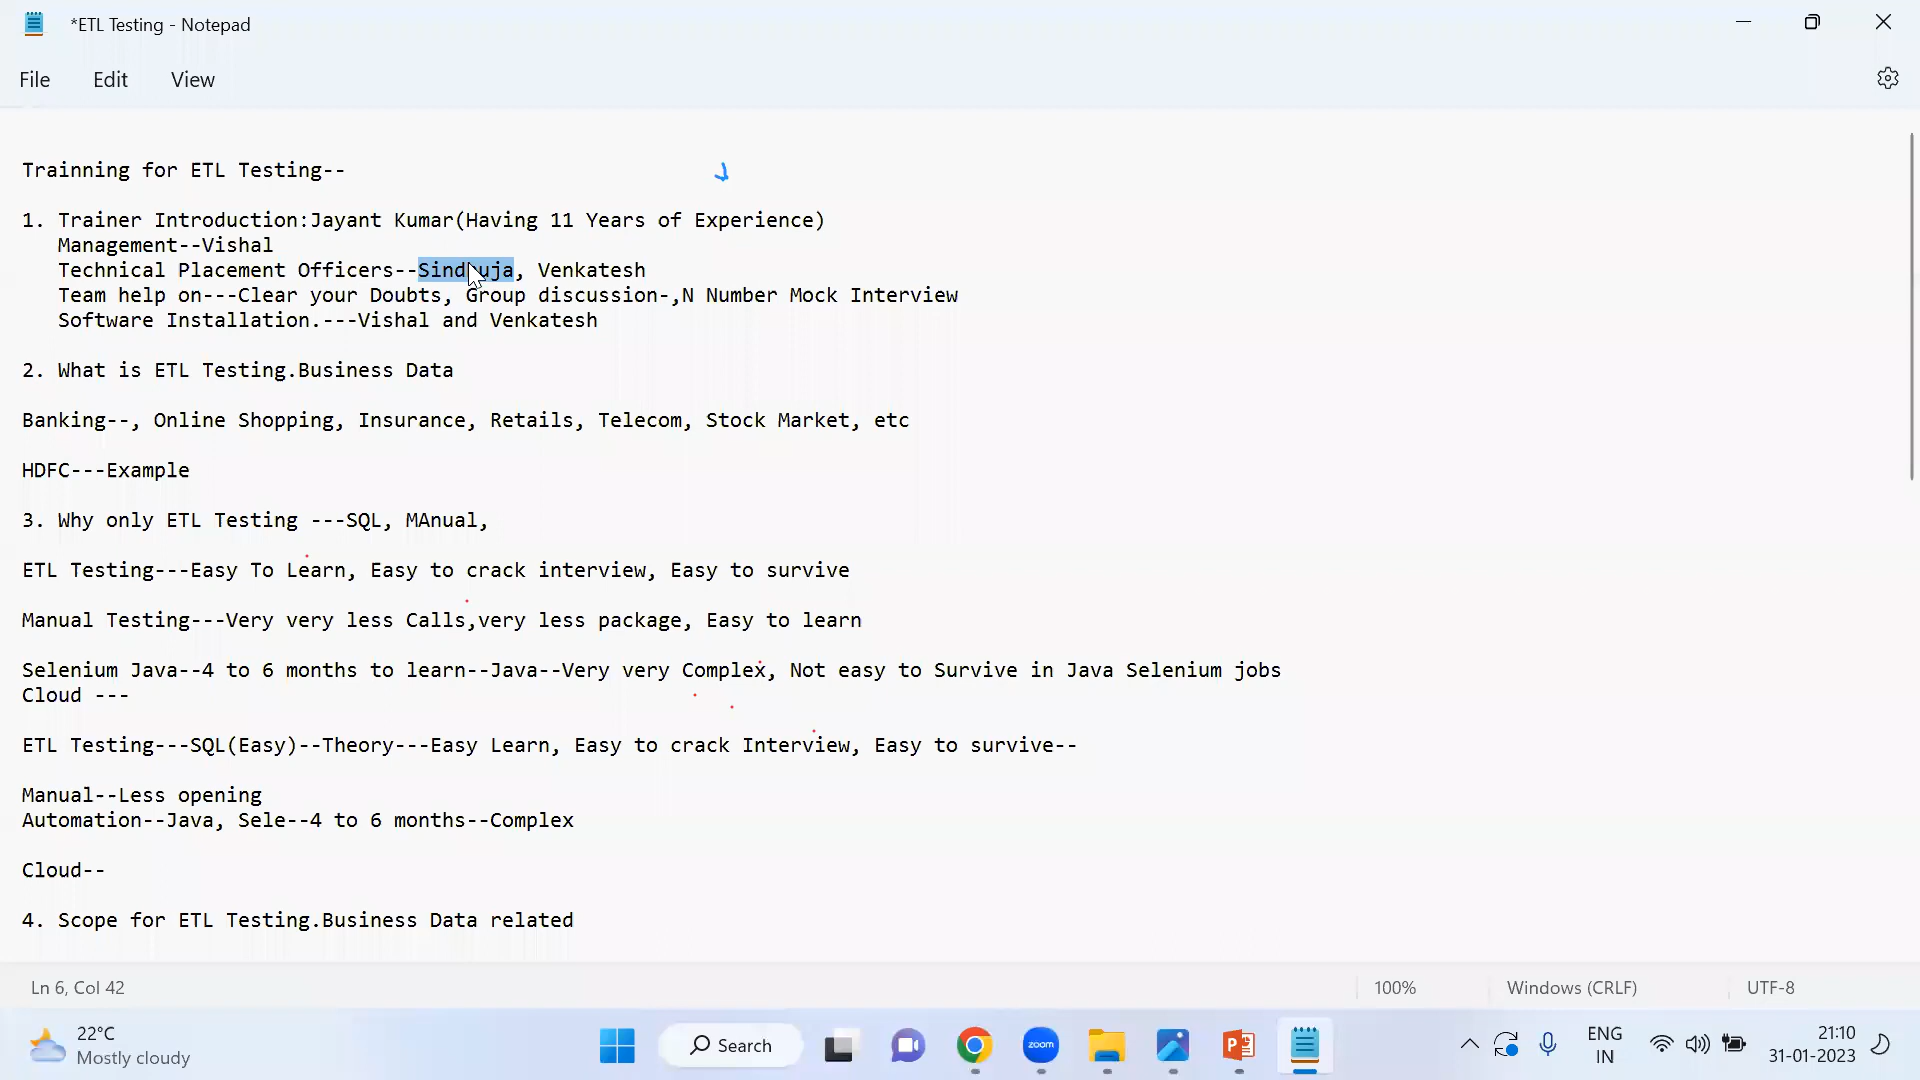 *ETL Testing - Notepad
File Edit View
Trainning for ETL Testing--
1. Trainer Introduction:Jayant Kumar(Having 11 Years of Experience)
Management--Vishal
Technical Placement Officers--Sindhuja, Venkatesh
Team help on---Clear your Doubts, Group discussion-,N Number Mock Interview
Software Installation.---Vishal and Venkatesh
2. What is ETL Testing.Business Data
Banking--, Online Shopping, Insurance, Retails, Telecom, Stock Market, etc
HDFC---Example
3. Why only ETL Testing ---SQL, MAnual,
ETL Testing---Easy To Learn, Easy to crack interview, Easy to survive
Manual Testing---Very very less Calls,very less package, Easy to learn
Selenium Java--4 to 6 months to learn--Java--Very very Complex, Not easy to Survive in Java Selenium jobs
Cloud ---
ETL Testing---SQL(Easy)--Theory---Easy Learn, Easy to crack Interview, Easy to survive--
Manual--Less opening
Automation--Java, Sele--4 to 6 months--Complex
Cloud--
4. Scope for ETL Testing.Business Data related
Ln 6, Col 42 100% Windows (CRLF) UTF-8
22°C
Mostly cloudy
Search
zoom
P
ENG
IN
21:10
31-01-2023